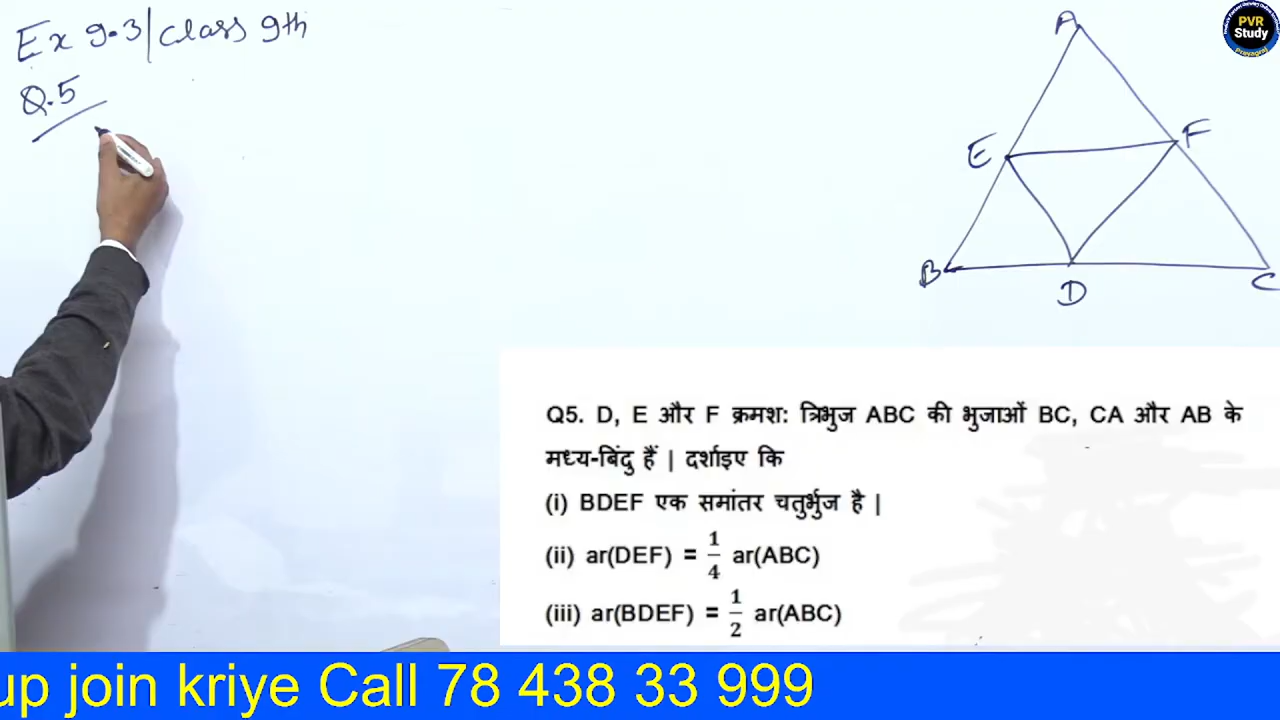 Ex 9.3 | class 9th
Q.5
A
E
F
B
D
C
PVR
Study
Prayagraj
Q5. D, E और F क्रमश: त्रिभुज ABC की भुजाओं BC, CA और AB के
मध्य-बिंदु हैं | दर्शाइए कि
(i) BDEF एक समांतर चतुर्भुज है |
(ii) ar(DEF) = 1/4 ar(ABC)
(iii) ar(BDEF) = 1/2 ar(ABC)
up join kriye Call 78 438 33 999